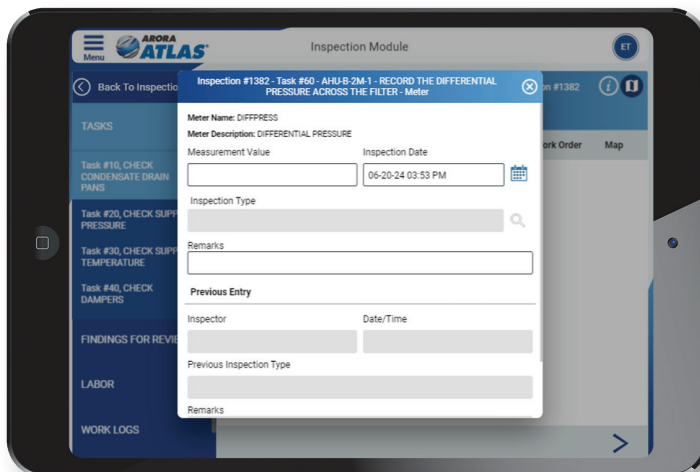 Menu
ARORA
ATLAS
Inspection Module
ET
Back To Inspectio
on #1382
TASKS
ork Order Map
Task #10, CHECK
CONDENSATE DRAIN
PANS
Task #20, CHECK SUPP
PRESSURE
Task #30, CHECK SUPP
TEMPERATURE
Task #40, CHECK
DAMPERS
FINDINGS FOR REVIE
LABOR
WORK LOGS
Inspection #1382 - Task #60 - AHU-B-2M-1 - RECORD THE DIFFERENTIAL
PRESSURE ACROSS THE FILTER - Meter
Meter Name: DIFFPRESS
Meter Description: DIFFERENTIAL PRESSURE
Measurement Value Inspection Date
06-20-24 03:53 PM
Inspection Type
Remarks
Previous Entry
Inspector Date/Time
Previous Inspection Type
Remarks